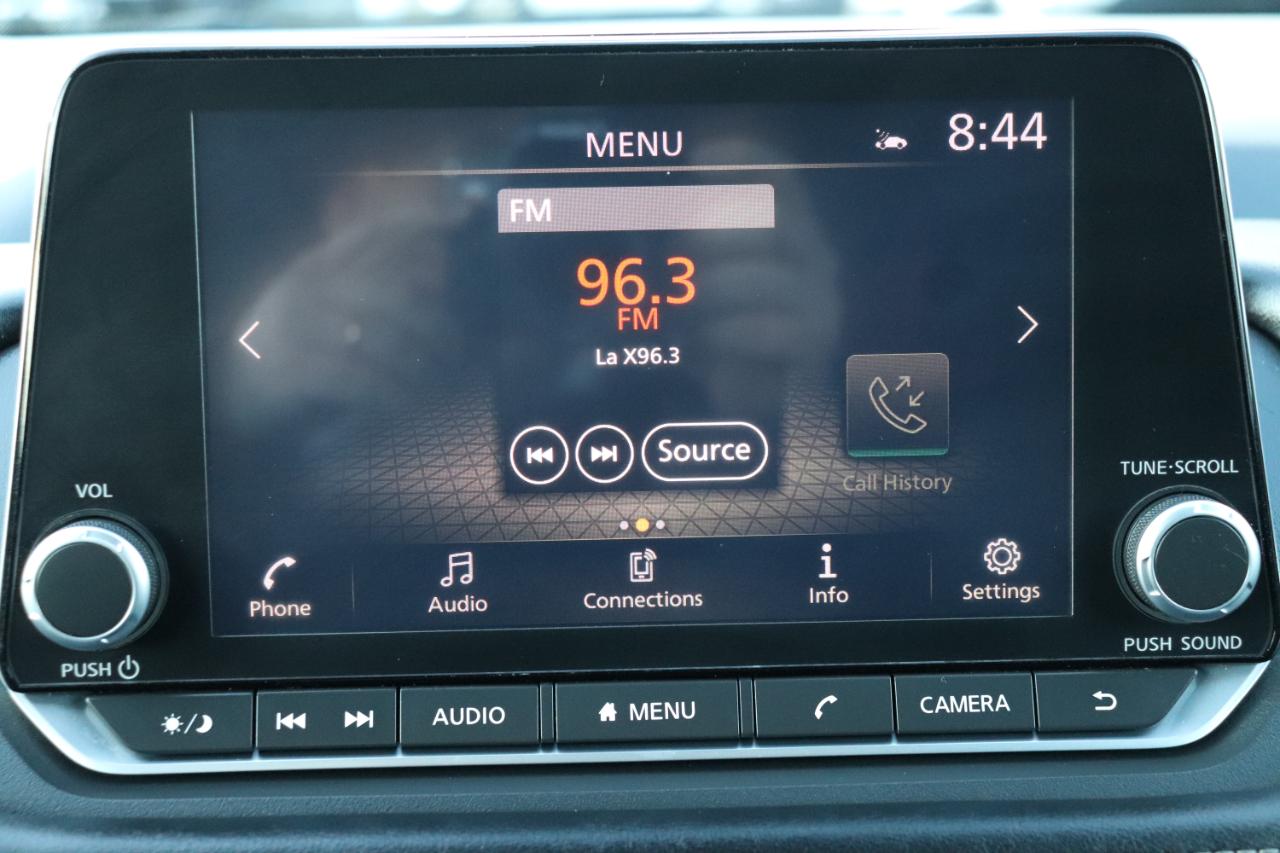 MENU
8:44
FM
96.3
FM
La X96.3
Source
Call History
Phone
Audio
Connections
Info
Settings
VOL
PUSH
TUNE·SCROLL
PUSH SOUND
AUDIO
MENU
CAMERA